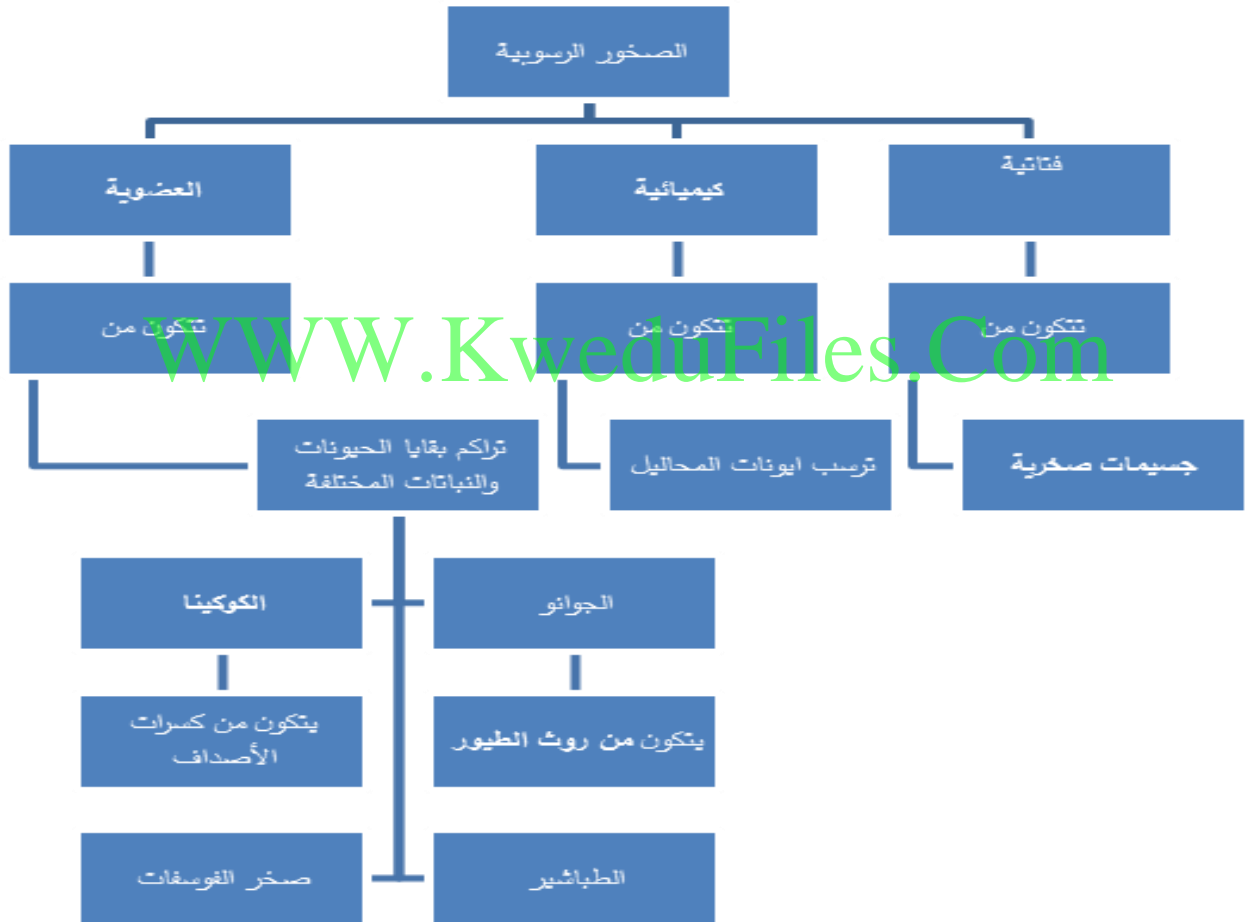 الصخور الرسوبية
فتاتية
كيميائية
العضوية
تتكون من
تتكون من
تتكون من
WWW.KweduFiles.Com
جسيمات صخرية
ترسب ايونات المحاليل
تراكم بقايا الحيونات
والنباتات المختلفة
الجوانو
الكوكينا
يتكون من روث الطيور
يتكون من كسرات
الأصداف
الطباشير
صخر الفوسفات